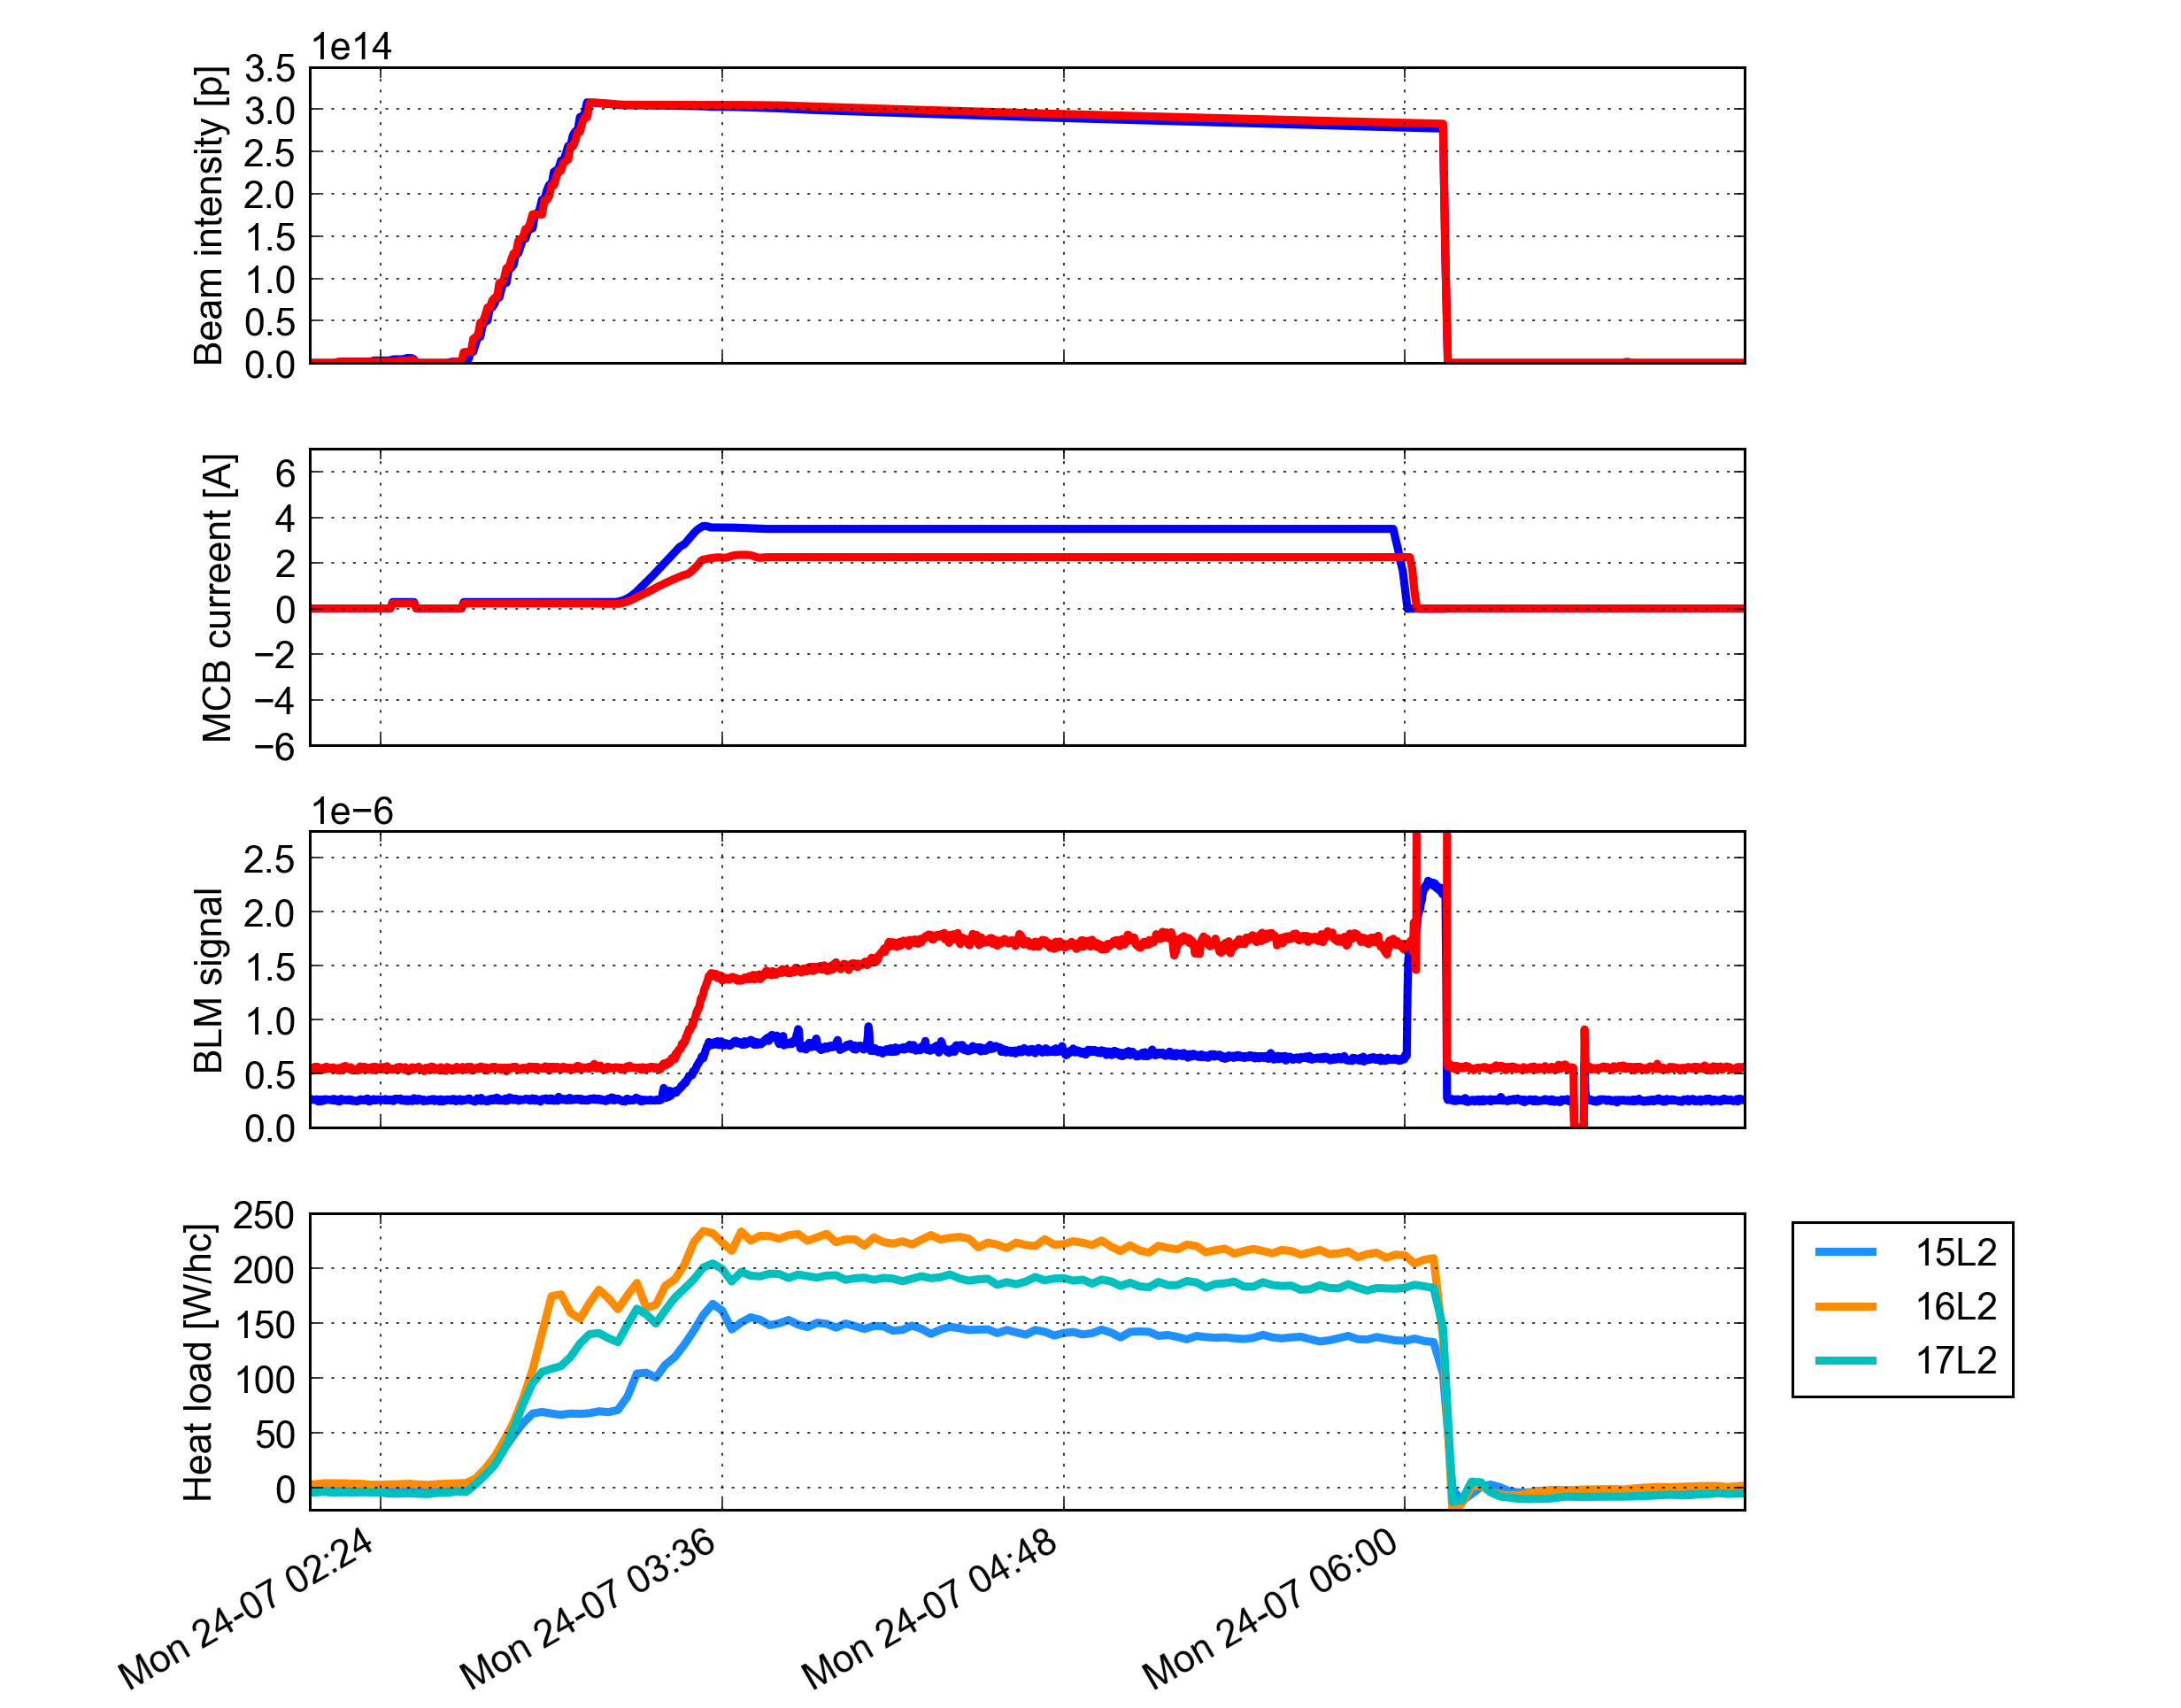 1e14
Beam intensity [p]
3.5
3.0
2.5
2.0
1.5
1.0
0.5
0.0
MCB curreent [A]
6
4
2
0
−2
−4
−6
1e−6
BLM signal
2.5
2.0
1.5
1.0
0.5
0.0
Heat load [W/hc]
250
200
150
100
50
0
15L2
16L2
17L2
Mon 24-07 02:24
Mon 24-07 03:36
Mon 24-07 04:48
Mon 24-07 06:00